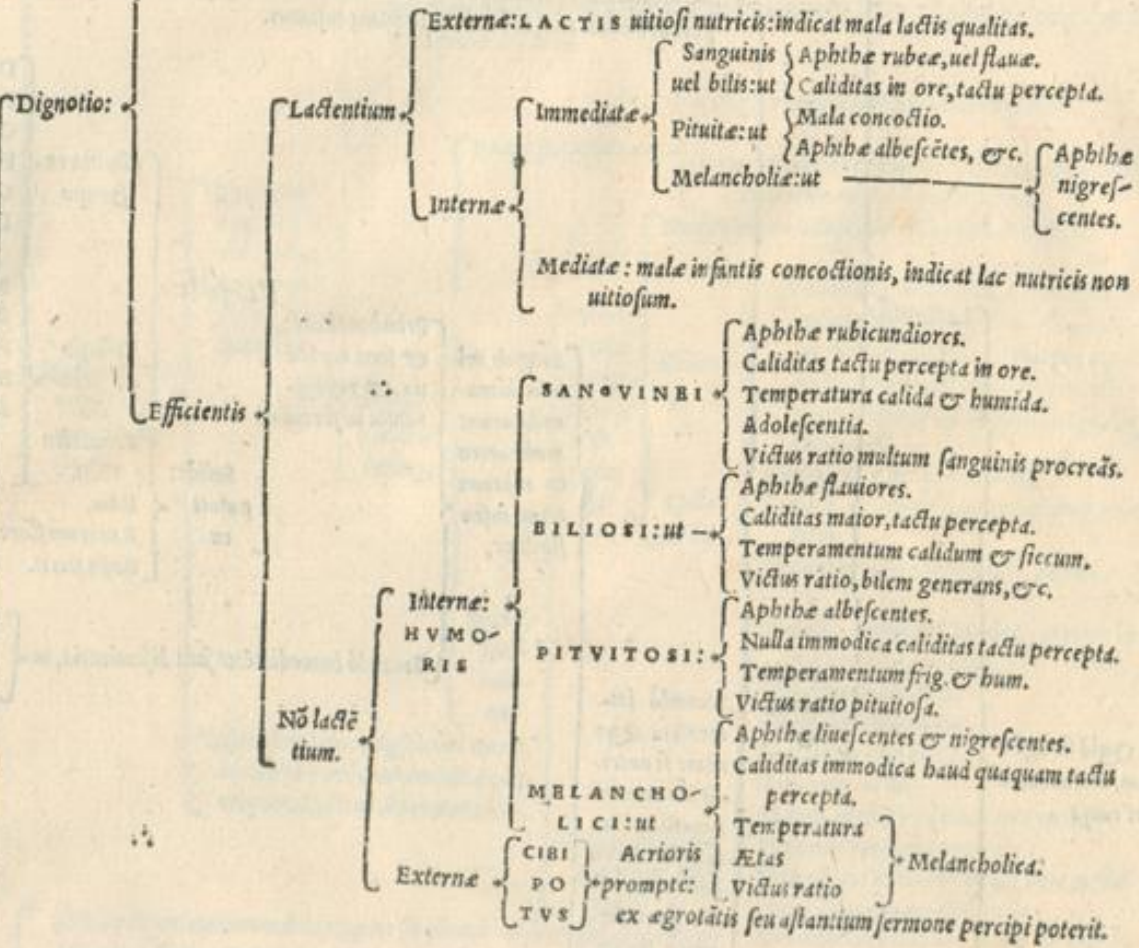 Externæ: LACTIS uitioſi nutricis: indicat mala lactis qualitas.
Dignotio:
Lactentium
Immediatæ
Sanguinis
uel bilis: ut
Aphthæ rubeæ, uel flauæ.
Caliditas in ore, tactu percepta.
Pituitæ: ut
Mala concoctio.
Aphthæ albeſcẽtes, &c.
Melancholiæ: ut
Aphthæ
nigreſ-
centes.
Internæ
Mediatæ: malæ infantis concoctionis, indicat lac nutricis non
uitioſum.
Efficientis
SANGVINEI
Aphthæ rubicundiores.
Caliditas tactu percepta in ore.
Temperatura calida & humida.
Adoleſcentia.
Victus ratio multum ſanguinis procreãs.
BILIOSI: ut
Aphthæ flauiores.
Caliditas maior, tactu percepta.
Temperamentum calidum & ſiccum.
Victus ratio, bilem generans, &c.
Internæ:
HVMO-
RIS
PITVITOSI:
Aphthæ albeſcentes.
Nulla immodica caliditas tactu percepta.
Temperamentum frig. & hum.
Victus ratio pituitoſa.
Nõ lactẽ
tium.
MELANCHO-
LICI: ut
Aphthæ liueſcentes & nigreſcentes.
Caliditas immodica haud quaquam tactu
percepta.
Temperatura
Ætas
Victus ratio
Melancholica.
Externæ
CIBI
PO
TVS
Acrioris
promptè:
ex ægrotãtis ſeu aſtantium ſermone percipi poterit.